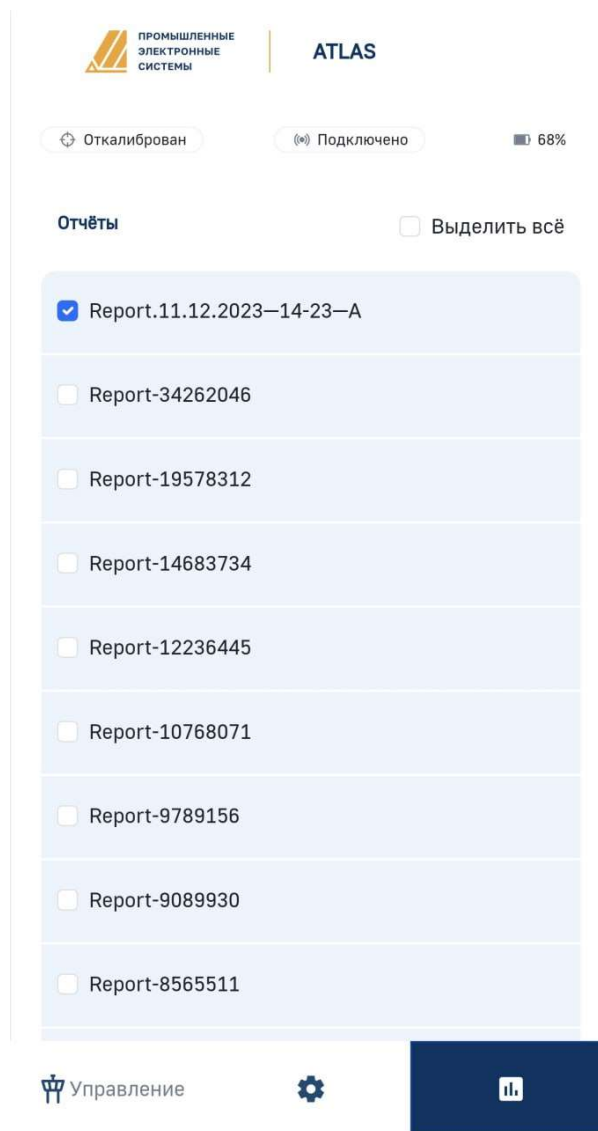 ПРОМЫШЛЕННЫЕ
ЭЛЕКТРОННЫЕ
СИСТЕМЫ
ATLAS
Откалиброван Подключено 68%
Отчёты Выделить всё
Report.11.12.2023—14-23—A
Report-34262046
Report-19578312
Report-14683734
Report-12236445
Report-10768071
Report-9789156
Report-9089930
Report-8565511
Управление